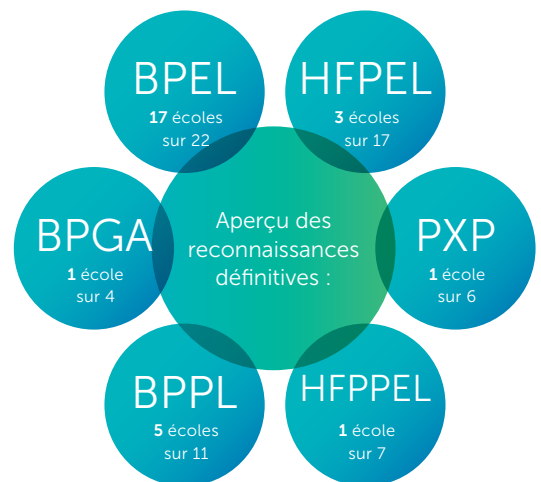 BPEL
17 écoles
sur 22
HFPEL
3 écoles
sur 17
BPGA
1 école
sur 4
Aperçu des
reconnaissances
définitives :
PXP
1 école
sur 6
BPPL
5 écoles
sur 11
HFPPEL
1 école
sur 7